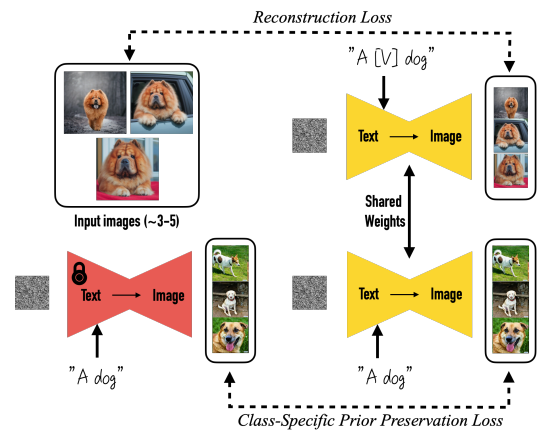 Reconstruction Loss
"A [V] dog"
Text → Image
Input images (~3-5)
Shared
Weights
Text → Image
Text → Image
"A dog"
"A dog"
Class-Specific Prior Preservation Loss